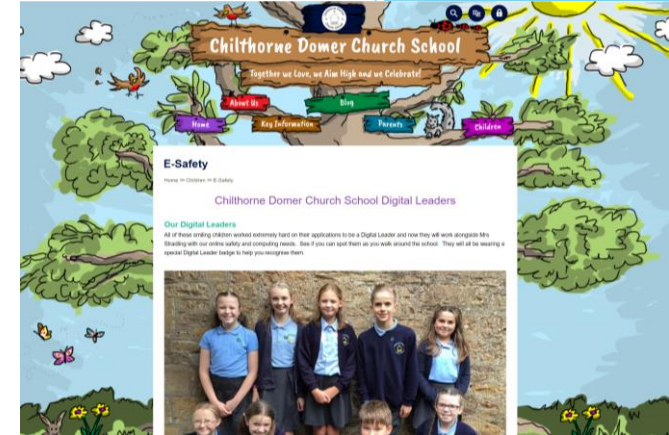 Chilthorne Domer Church School
Together we Love, we Aim High and we Celebrate!
About Us
Blog
Home
Key Information
Parents
Children
E-Safety
Home >> Children >> E-Safety
Chilthorne Domer Church School Digital Leaders
Our Digital Leaders
All of these smiling children worked extremely hard on their applications to be a Digital Leader and now they will work alongside Mrs
Stradling with our online safety and computing needs. See if you can spot them as you walk around the school. They will all be wearing a
special Digital Leader badge to help you recognise them.